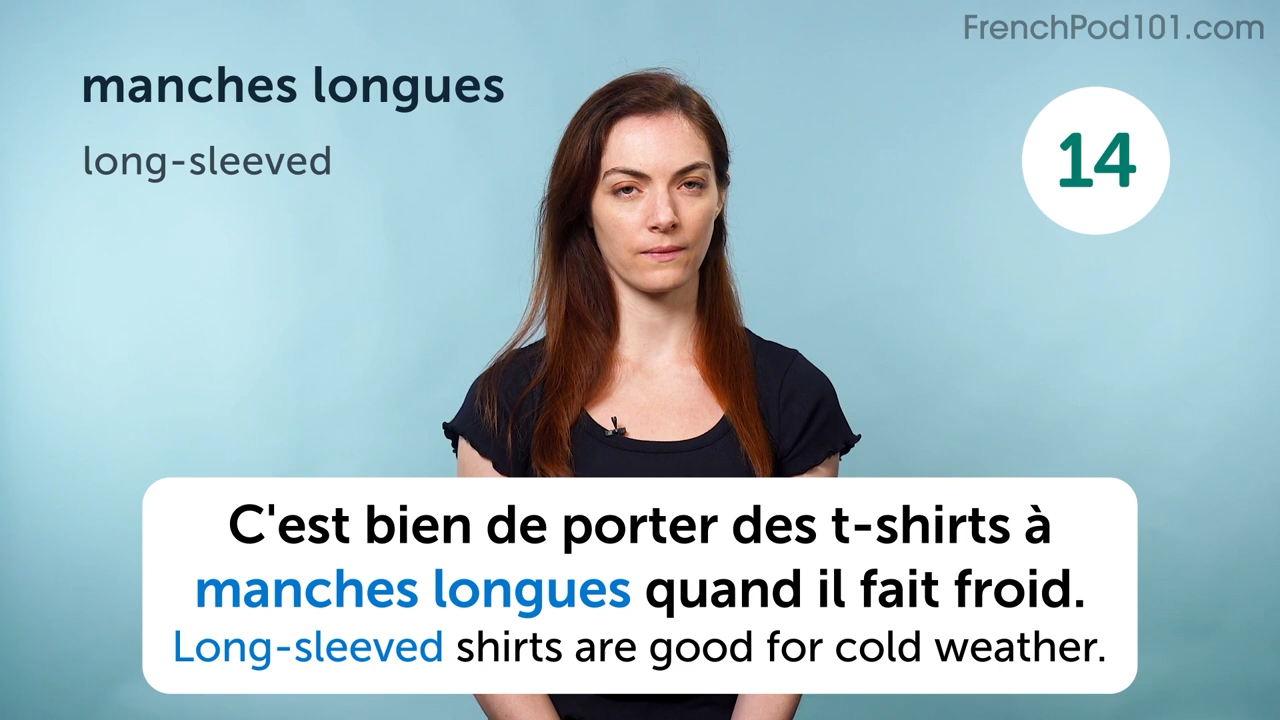 FrenchPod101.com
manches longues
long-sleeved
14
C'est bien de porter des t-shirts à
manches longues quand il fait froid.
Long-sleeved shirts are good for cold weather.